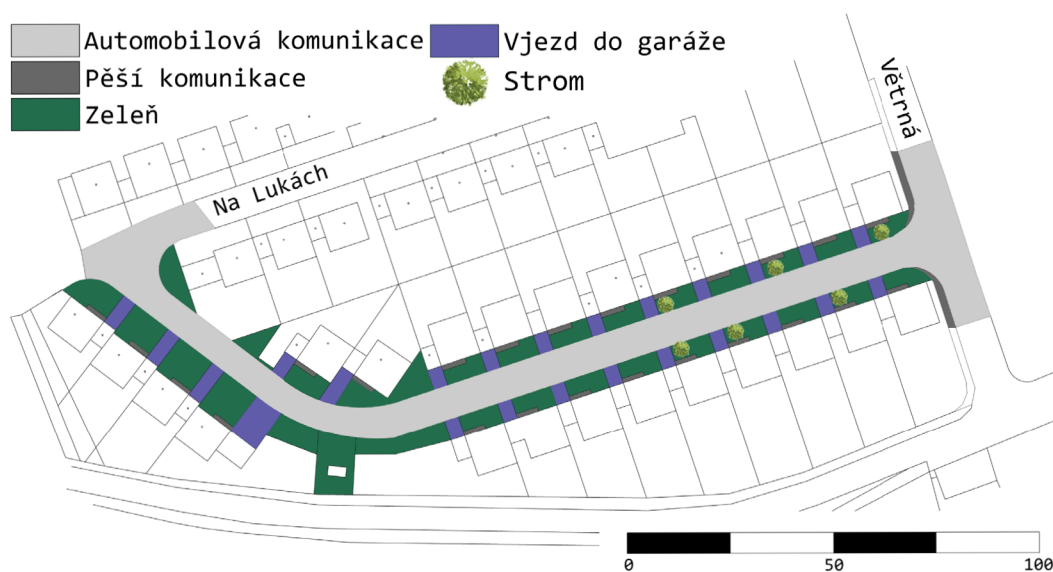 Automobilová komunikace
Vjezd do garáže
Pěší komunikace
Strom
Zeleň
Větrná
Na Lukách
0
50
100